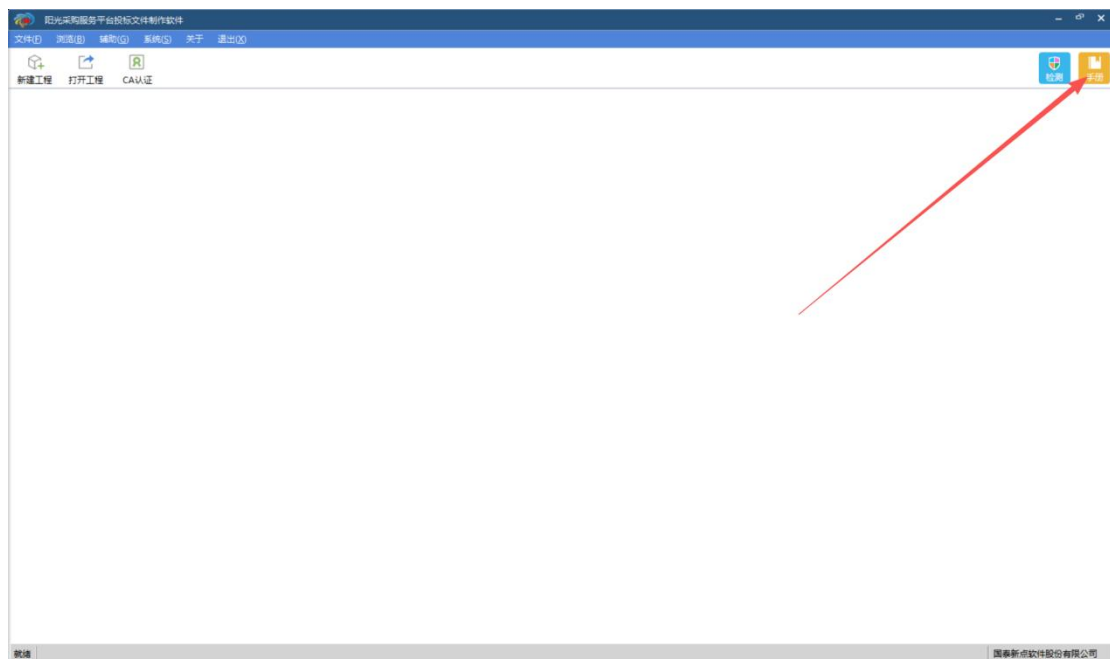 阳光采购服务平台投标文件制作软件
文件(F) 浏览(B) 辅助(G) 系统(S) 关于 退出(X)
新建工程 打开工程 CA认证 检测 手册
就绪 国泰新点软件股份有限公司